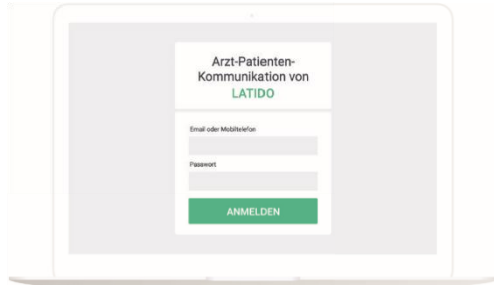 Arzt-Patienten-
Kommunikation von
LATIDO
Email oder Mobiltelefon
Passwort
ANMELDEN